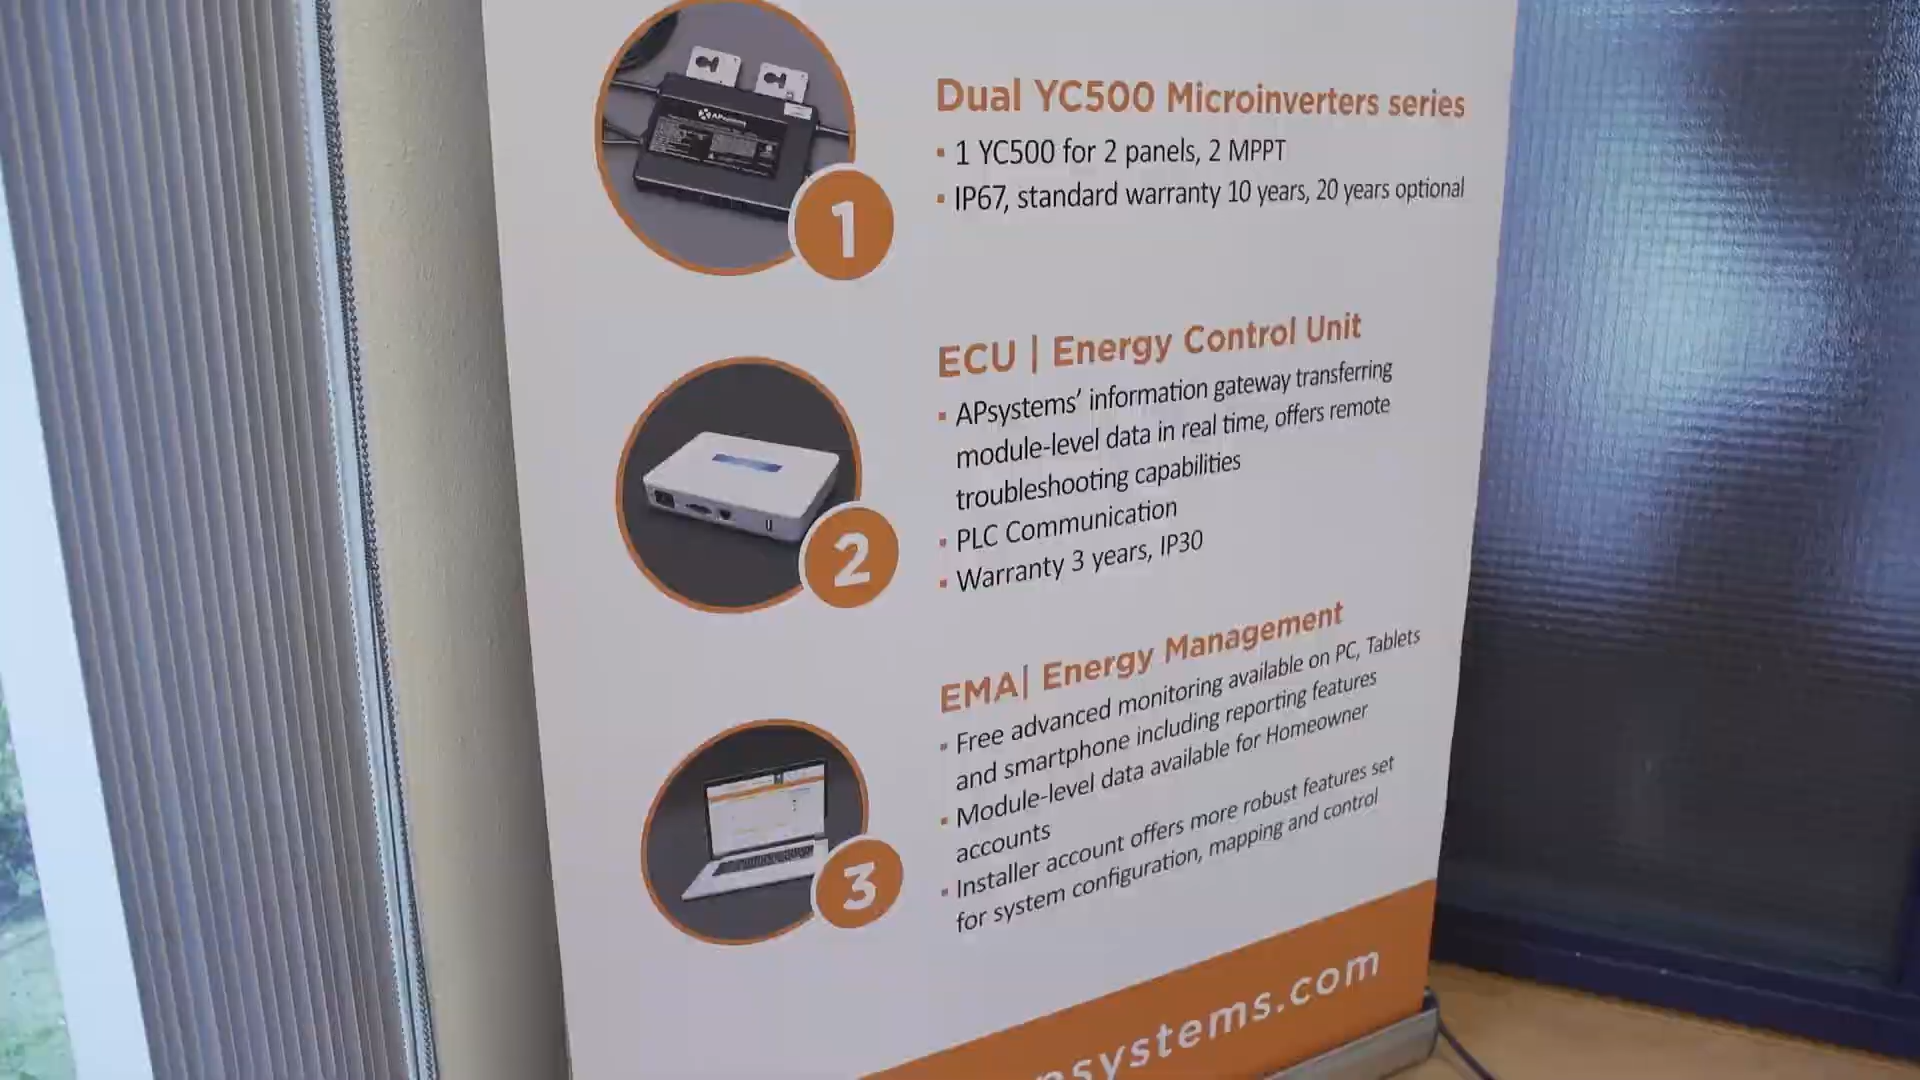 Dual YC500 Microinverters series
▪ 1 YC500 for 2 panels, 2 MPPT
▪ IP67, standard warranty 10 years, 20 years optional
1
ECU | Energy Control Unit
▪ APsystems’ information gateway transferring
module-level data in real time, offers remote
troubleshooting capabilities
▪ PLC Communication
▪ Warranty 3 years, IP30
2
EMA| Energy Management
▪ Free advanced monitoring available on PC, Tablets
and smartphone including reporting features
▪ Module-level data available for Homeowner
accounts
▪ Installer account offers more robust features set
for system configuration, mapping and control
3
systems.com